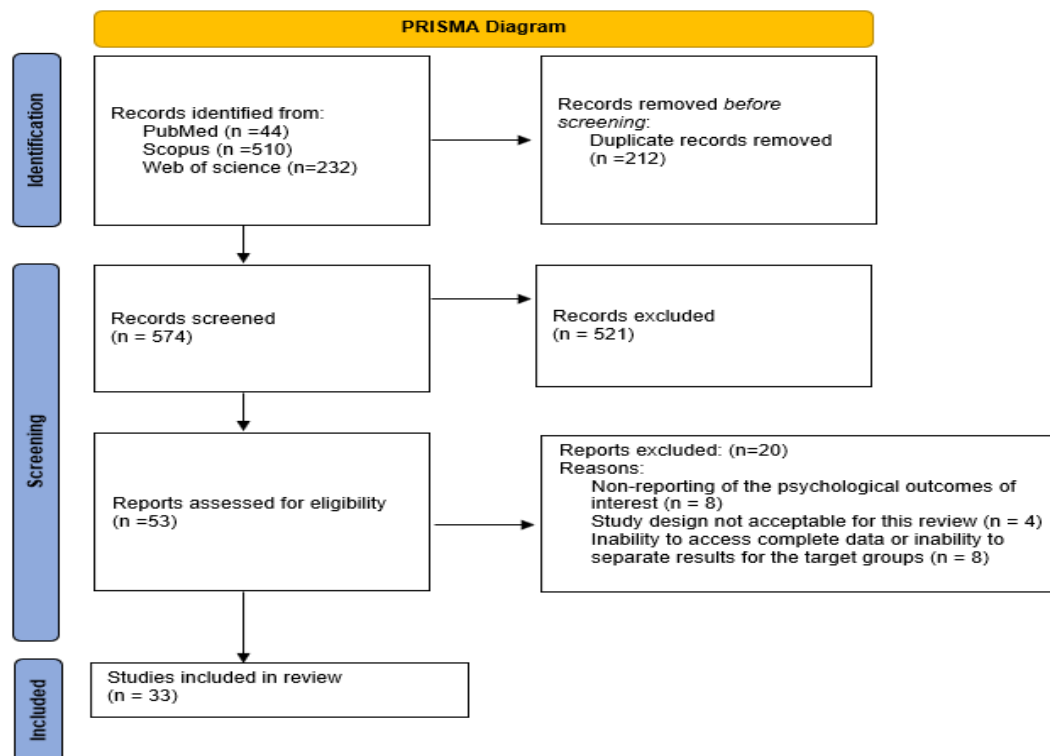 PRISMA Diagram
Identification
Records identified from:
PubMed (n =44)
Scopus (n =510)
Web of science (n=232)
Records removed before
screening:
Duplicate records removed
(n =212)
Screening
Records screened
(n = 574)
Records excluded
(n = 521)
Reports assessed for eligibility
(n =53)
Reports excluded: (n=20)
Reasons:
Non-reporting of the psychological outcomes of
interest (n = 8)
Study design not acceptable for this review (n = 4)
Inability to access complete data or inability to
separate results for the target groups (n = 8)
Included
Studies included in review
(n = 33)